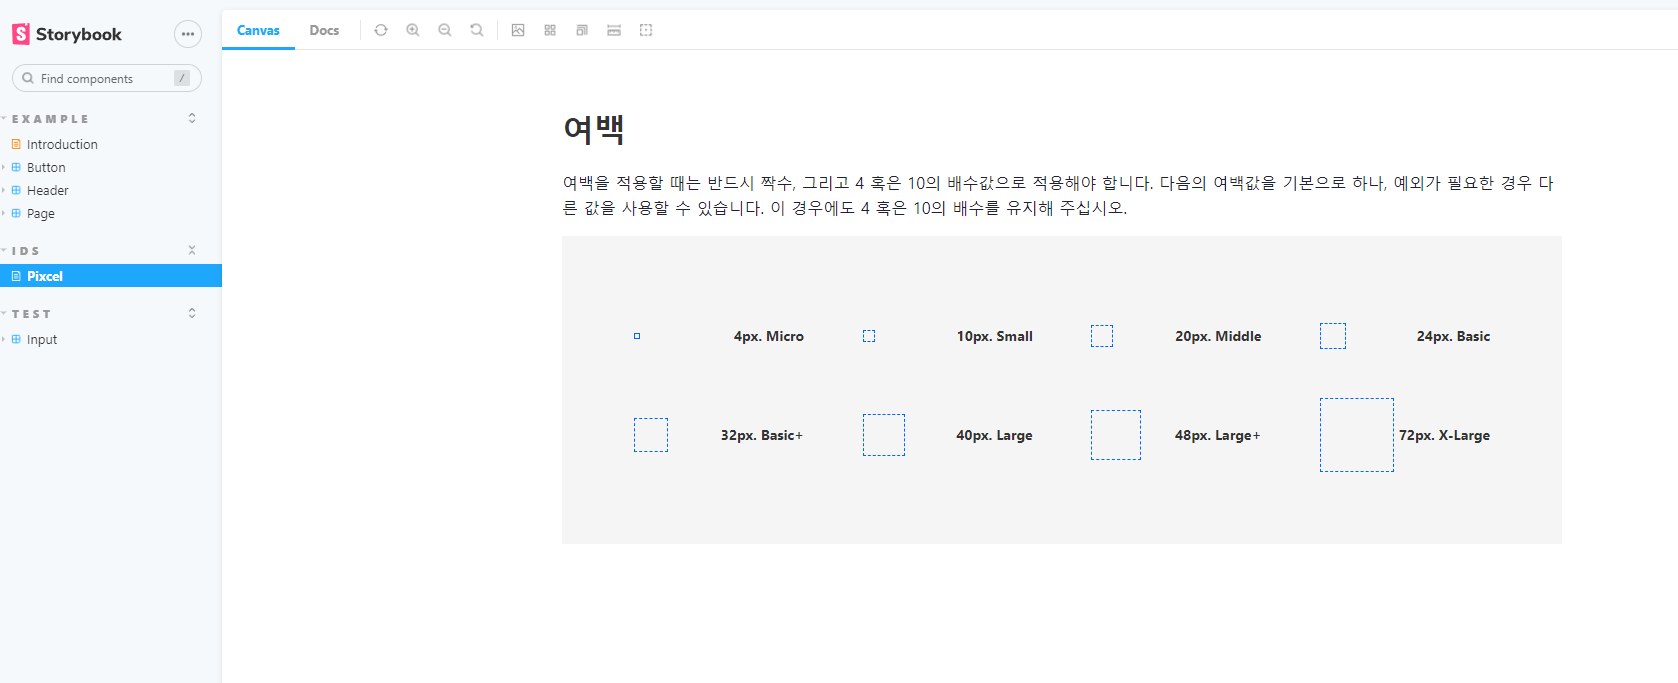 Storybook
Canvas Docs
Find components /
EXAMPLE
Introduction
Button
Header
Page
IDS
Pixcel
TEST
Input
여백
여백을 적용할 때는 반드시 짝수, 그리고 4 혹은 10의 배수값으로 적용해야 합니다. 다음의 여백값을 기본으로 하나, 예외가 필요한 경우 다
른 값을 사용할 수 있습니다. 이 경우에도 4 혹은 10의 배수를 유지해 주십시오.
4px. Micro 10px. Small 20px. Middle 24px. Basic
32px. Basic+ 40px. Large 48px. Large+ 72px. X-Large